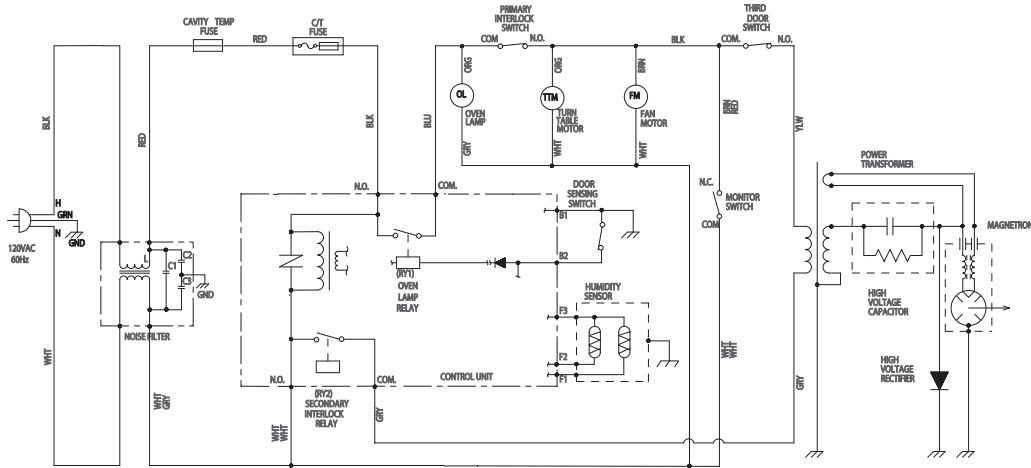 CAVITY TEMP
FUSE
RED
C/T
FUSE
PRIMARY
INTERLOCK
SWITCH
COM
N.O.
BLK
THIRD
DOOR
SWITCH
COM.
N.O.
BLK
RED
BLK
BLU
ORG
OL
OVEN
LAMP
GRY
ORG
TTM
TURN
TABLE
MOTOR
WHT
BRN
FM
FAN
MOTOR
WHT
BRN
RED
YLW
POWER
TRANSFORMER
N.O.
COM.
DOOR
SENSING
SWITCH
N.C.
MONITOR
SWITCH
COM
H
GRN
N
GND
120VAC
60Hz
L
C1
C2
C3
GND
NOISE FILTER
B1
B2
(RY1)
OVEN
LAMP
RELAY
HUMIDITY
SENSOR
F3
F2
F1
MAGNETRON
HIGH
VOLTAGE
CAPACITOR
HIGH
VOLTAGE
RECTIFIER
WHT
WHT
GRY
N.O.
COM.
CONTROL UNIT
(RY2)
SECONDARY
INTERLOCK
RELAY
WHT
WHT
GRY
WHT
WHT
GRY